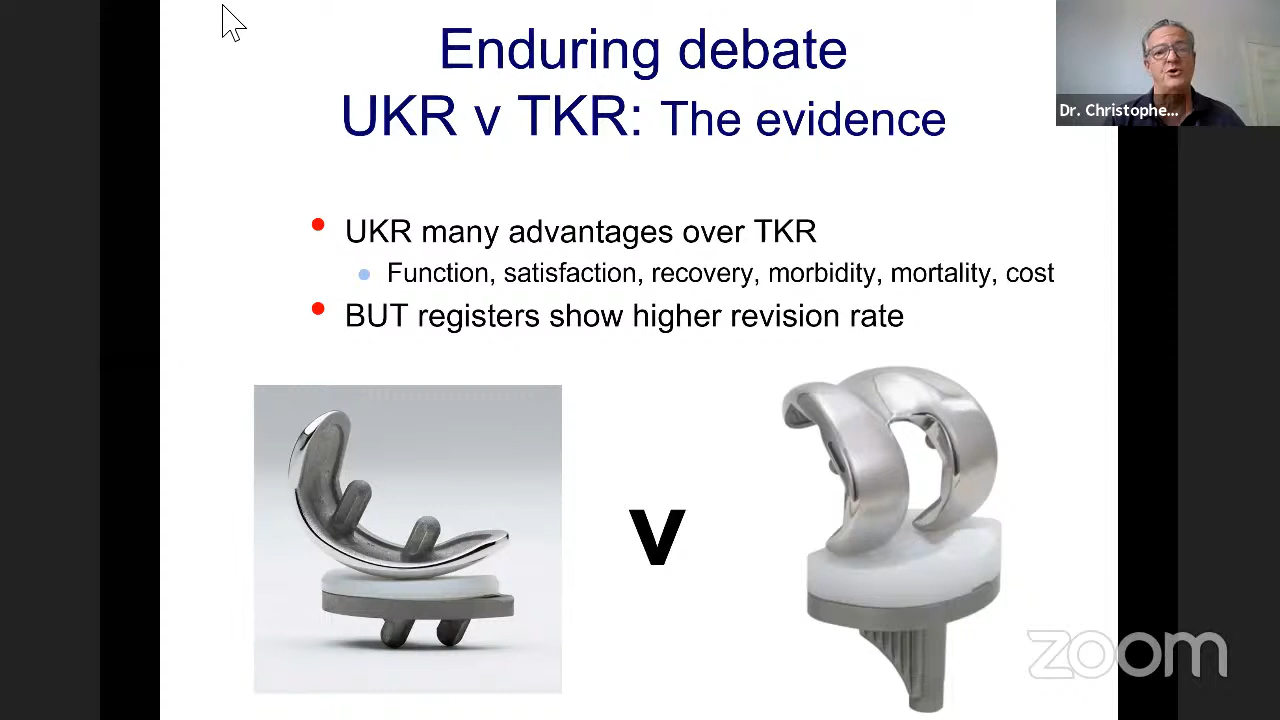 Enduring debate
UKR v TKR: The evidence
Dr. Christophe...
UKR many advantages over TKR
Function, satisfaction, recovery, morbidity, mortality, cost
BUT registers show higher revision rate
v
zoom